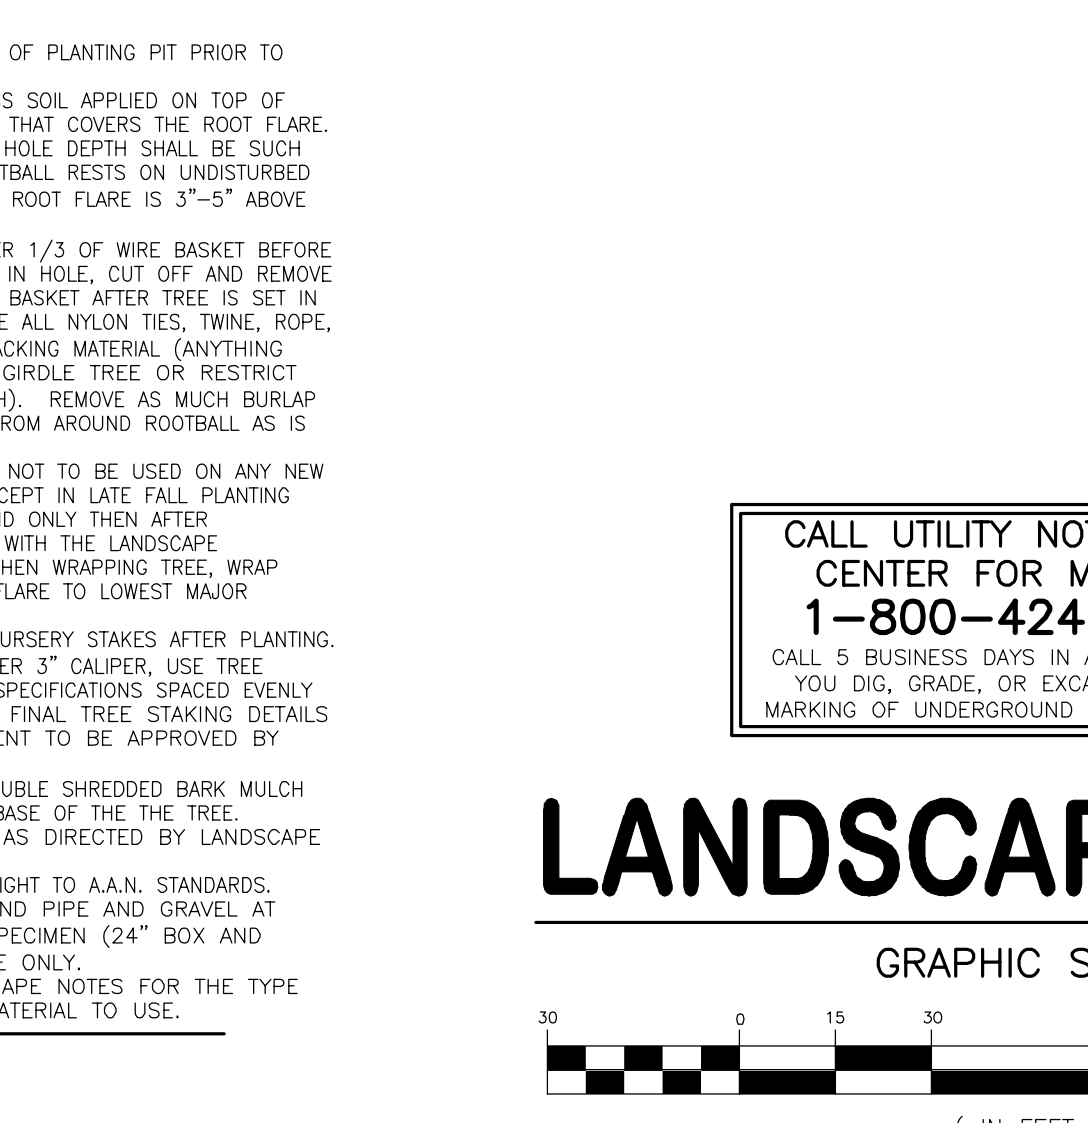 OF PLANTING PIT PRIOR TO
SOIL APPLIED ON TOP OF
THAT COVERS THE ROOT FLARE.
HOLE DEPTH SHALL BE SUCH
TBALL RESTS ON UNDISTURBED
ROOT FLARE IS 3"–5" ABOVE
ER 1/3 OF WIRE BASKET BEFORE
IN HOLE, CUT OFF AND REMOVE
BASKET AFTER TREE IS SET IN
E ALL NYLON TIES, TWINE, ROPE,
ACKING MATERIAL (ANYTHING
GIRDLE TREE OR RESTRICT
H). REMOVE AS MUCH BURLAP
ROM AROUND ROOTBALL AS IS
NOT TO BE USED ON ANY NEW
CEPT IN LATE FALL PLANTING
ND ONLY THEN AFTER
WITH THE LANDSCAPE
HEN WRAPPING TREE, WRAP
FLARE TO LOWEST MAJOR
URSERY STAKES AFTER PLANTING.
ER 3" CALIPER, USE TREE
SPECIFICATIONS SPACED EVENLY
FINAL TREE STAKING DETAILS
ENT TO BE APPROVED BY
UBLE SHREDDED BARK MULCH
BASE OF THE THE TREE.
AS DIRECTED BY LANDSCAPE
IGHT TO A.A.N. STANDARDS.
ND PIPE AND GRAVEL AT
PECIMEN (24" BOX AND
E ONLY.
APE NOTES FOR THE TYPE
ATERIAL TO USE.
CALL UTILITY NOT
CENTER FOR M
1–800–424
CALL 5 BUSINESS DAYS IN A
YOU DIG, GRADE, OR EXCA
MARKING OF UNDERGROUND
LANDSCAP
GRAPHIC S
30 0 15 30
( IN FEET